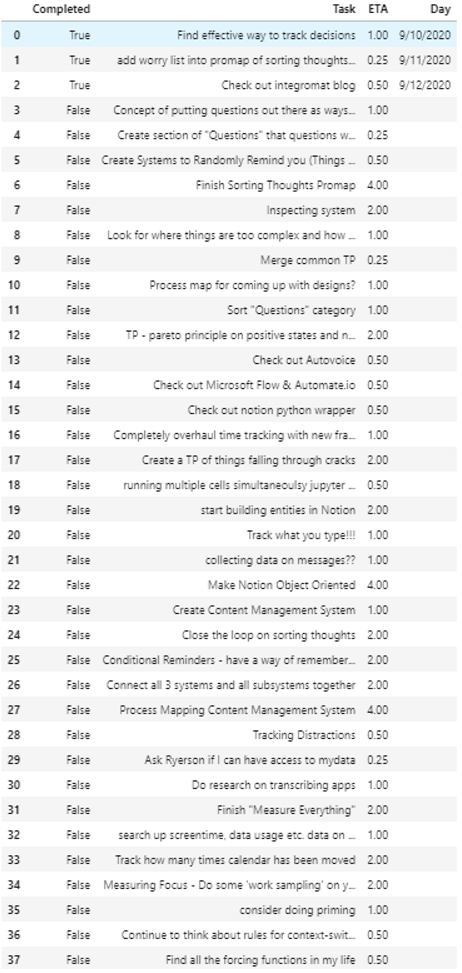 Completed Task ETA Day
0 True Find effective way to track decisions 1.00 9/10/2020
1 True add worry list into promap of sorting thoughts... 0.25 9/11/2020
2 True Check out integromat blog 0.50 9/12/2020
3 False Concept of putting questions out there as ways... 1.00
4 False Create section of "Questions" that questions w... 0.25
5 False Create Systems to Randomly Remind you (Things ... 0.50
6 False Finish Sorting Thoughts Promap 4.00
7 False Inspecting system 2.00
8 False Look for where things are too complex and how ... 1.00
9 False Merge common TP 0.25
10 False Process map for coming up with designs? 1.00
11 False Sort "Questions" category 1.00
12 False TP - pareto principle on positive states and n... 2.00
13 False Check out Autovoice 0.50
14 False Check out Microsoft Flow & Automate.io 0.50
15 False Check out notion python wrapper 0.50
16 False Completely overhaul time tracking with new fra... 1.00
17 False Create a TP of things falling through cracks 2.00
18 False running multiple cells simultaneoulsy jupyter ... 0.50
19 False start building entities in Notion 2.00
20 False Track what you type!!! 1.00
21 False collecting data on messages?? 1.00
22 False Make Notion Object Oriented 4.00
23 False Create Content Management System 1.00
24 False Close the loop on sorting thoughts 2.00
25 False Conditional Reminders - have a way of remember... 2.00
26 False Connect all 3 systems and all subsystems together 2.00
27 False Process Mapping Content Management System 4.00
28 False Tracking Distractions 0.50
29 False Ask Ryerson if I can have access to mydata 0.25
30 False Do research on transcribing apps 1.00
31 False Finish "Measure Everything" 2.00
32 False search up screentime, data usage etc. data on ... 1.00
33 False Track how many times calendar has been moved 2.00
34 False Measuring Focus - Do some 'work sampling' on y... 2.00
35 False consider doing priming 1.00
36 False Continue to think about rules for context-swit... 0.50
37 False Find all the forcing functions in my life 0.50